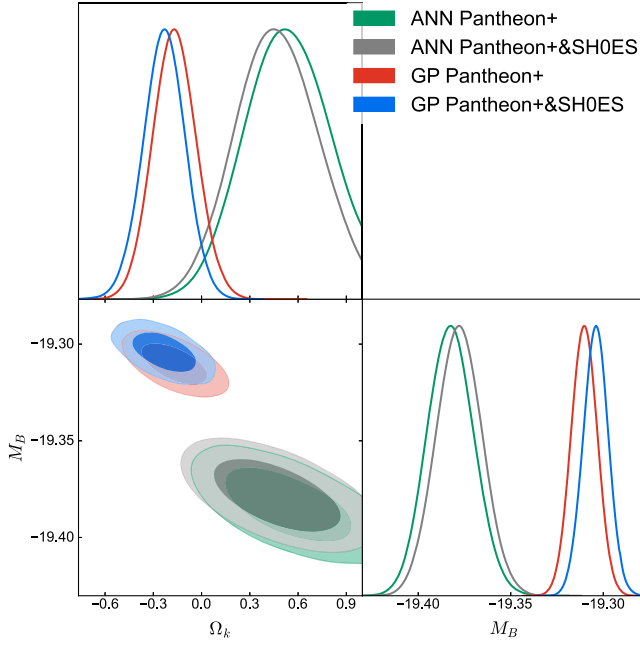 ANN Pantheon+
ANN Pantheon+&SH0ES
GP Pantheon+
GP Pantheon+&SH0ES
−19.30
−19.35
−19.40
M_B
−0.6 −0.3 0.0 0.3 0.6 0.9
Ω_k
−19.40 −19.35 −19.30
M_B